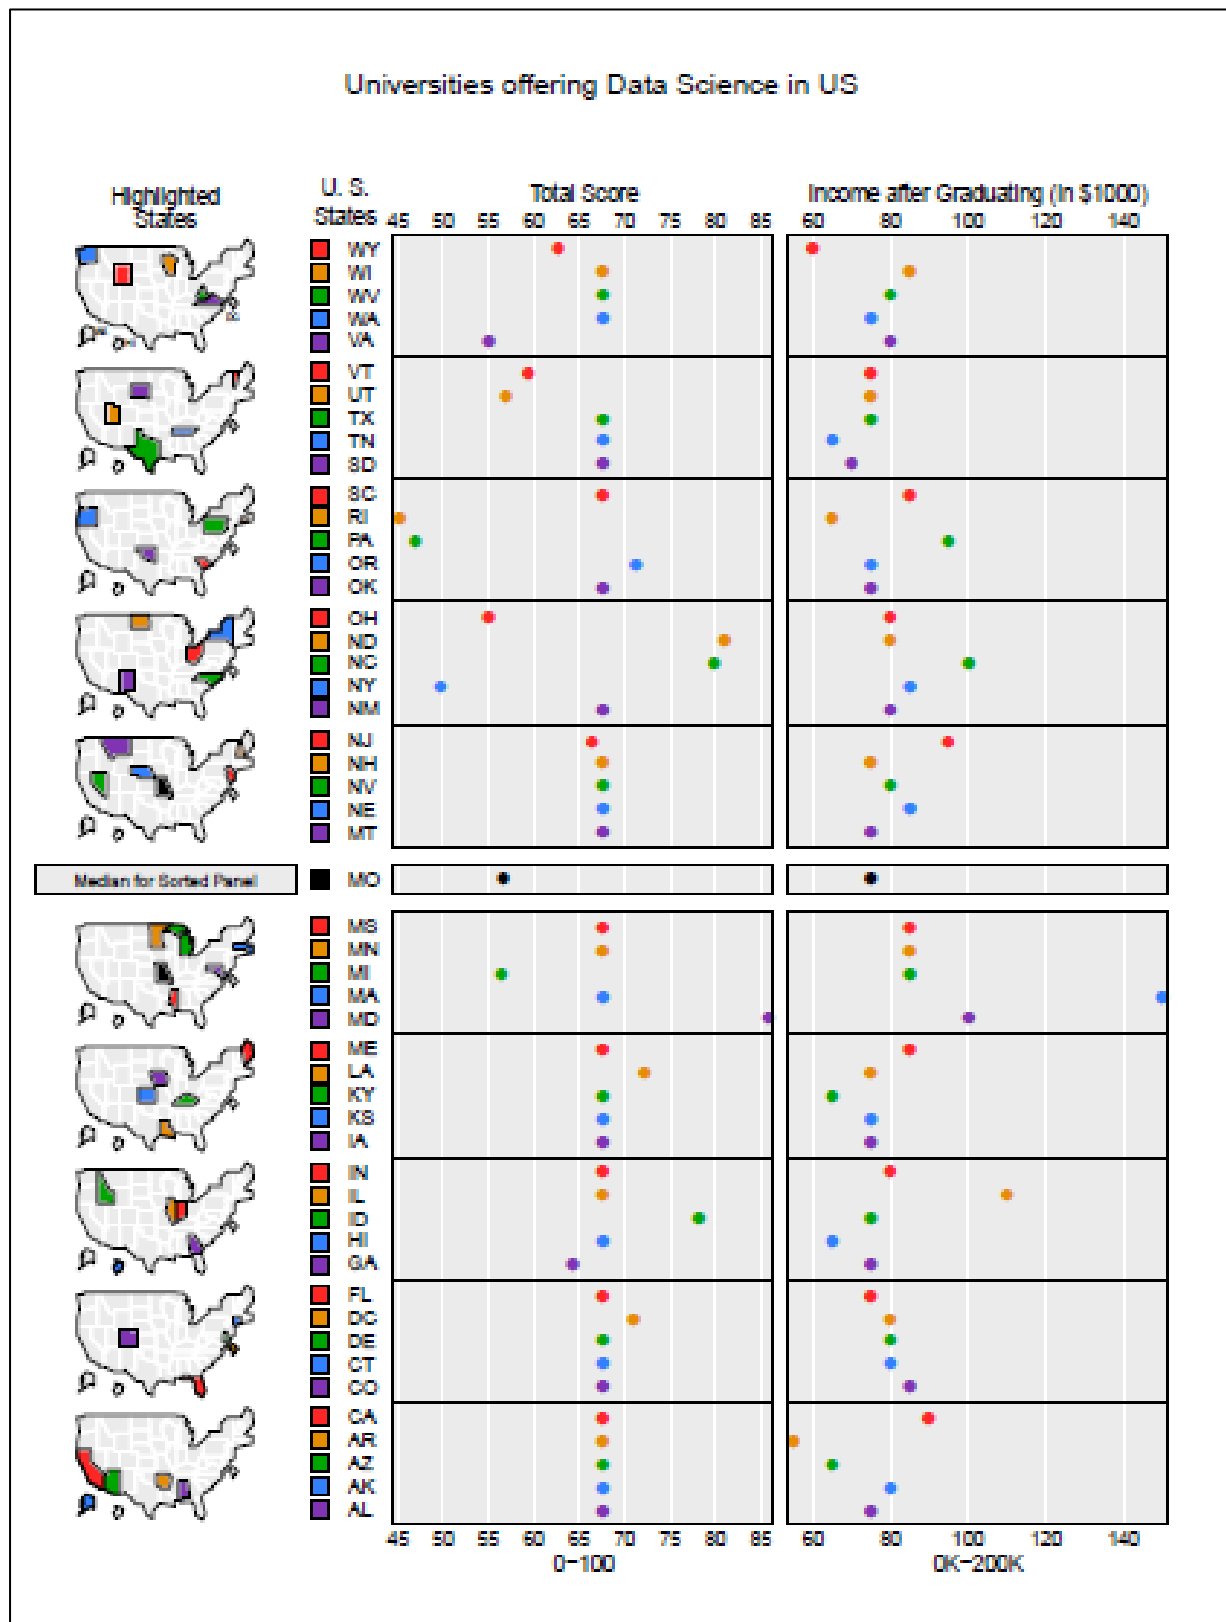 Universities offering Data Science in US
Highlighted
States
U. S.
States
Total Score
45 50 55 60 65 70 75 80 85
Income after Graduating (in $1000)
60 80 100 120 140
WY
WI
WV
WA
VA
VT
UT
TX
TN
SD
SC
RI
PA
OR
OK
OH
ND
NC
NY
NM
NJ
NH
NV
NE
MT
Median for Sorted Panel
MO
MS
MN
MI
MA
MD
ME
LA
KY
KS
IA
IN
IL
ID
HI
GA
FL
DC
DE
CT
CO
CA
AR
AZ
AK
AL
45 50 55 60 65 70 75 80 85
0-100
60 80 100 120 140
0K-200K